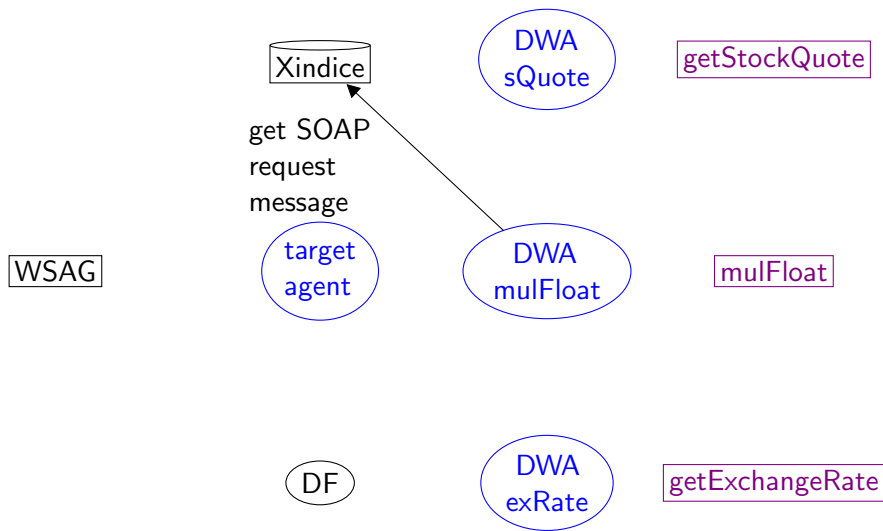 Xindice
DWA
sQuote
getStockQuote
get SOAP
request
message
WSAG
target
agent
DWA
mulFloat
mulFloat
DF
DWA
exRate
getExchangeRate